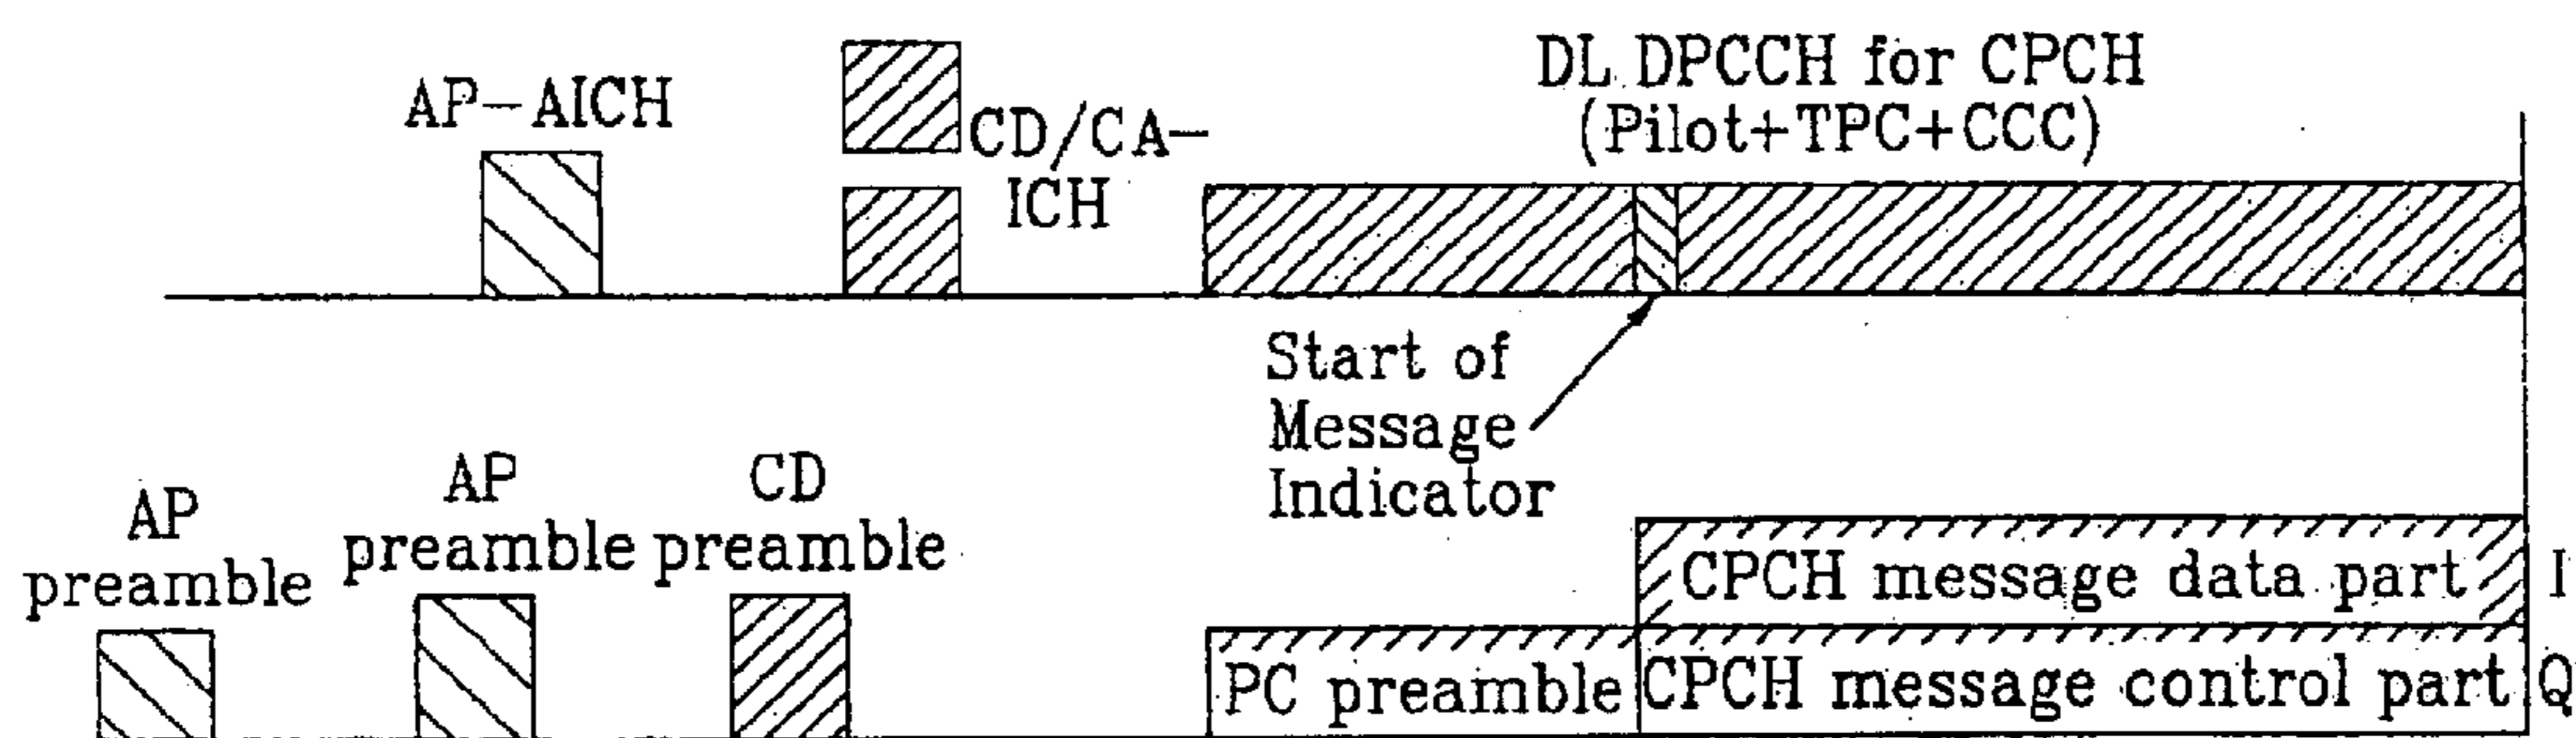 AP-AICH
CD/CA-
ICH
DL DPCCH for CPCH
(Pilot+TPC+CCC)
Start of
Message
Indicator
AP
preamble
AP
preamble
CD
preamble
CPCH message data part
I
PC preamble
CPCH message control part
Q